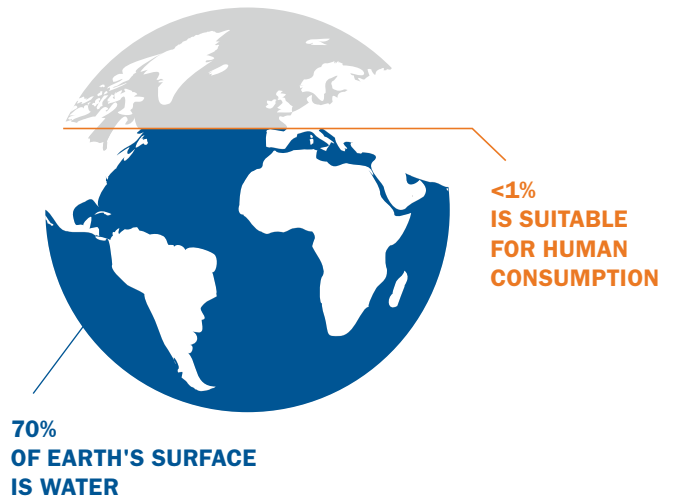 <1%
IS SUITABLE
FOR HUMAN
CONSUMPTION
70%
OF EARTH'S SURFACE
IS WATER